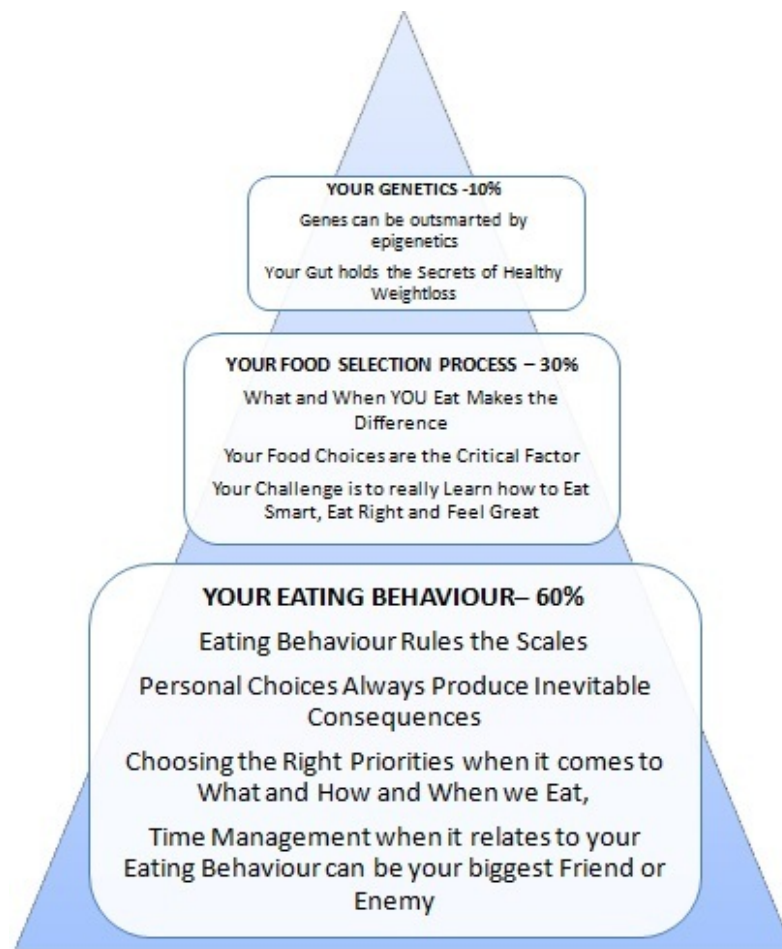 YOUR GENETICS -10%
Genes can be outsmarted by
epigenetics
Your Gut holds the Secrets of Healthy
Weightloss
YOUR FOOD SELECTION PROCESS – 30%
What and When YOU Eat Makes the
Difference
Your Food Choices are the Critical Factor
Your Challenge is to really Learn how to Eat
Smart, Eat Right and Feel Great
YOUR EATING BEHAVIOUR– 60%
Eating Behaviour Rules the Scales
Personal Choices Always Produce Inevitable
Consequences
Choosing the Right Priorities when it comes to
What and How and When we Eat,
Time Management when it relates to your
Eating Behaviour can be your biggest Friend or
Enemy